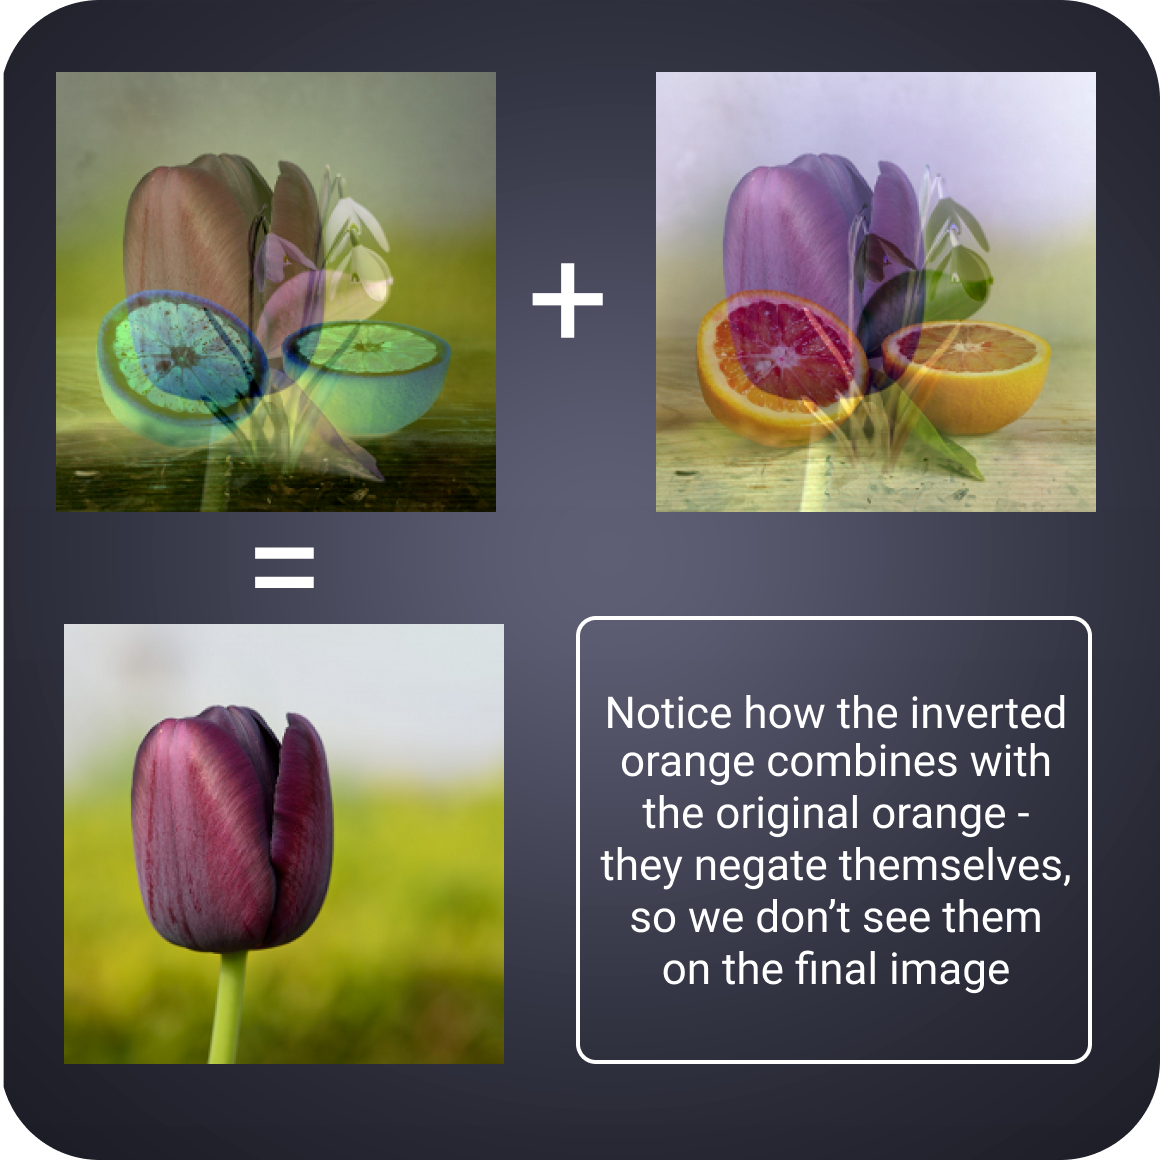 +
=
Notice how the inverted
orange combines with
the original orange -
they negate themselves,
so we don’t see them
on the final image